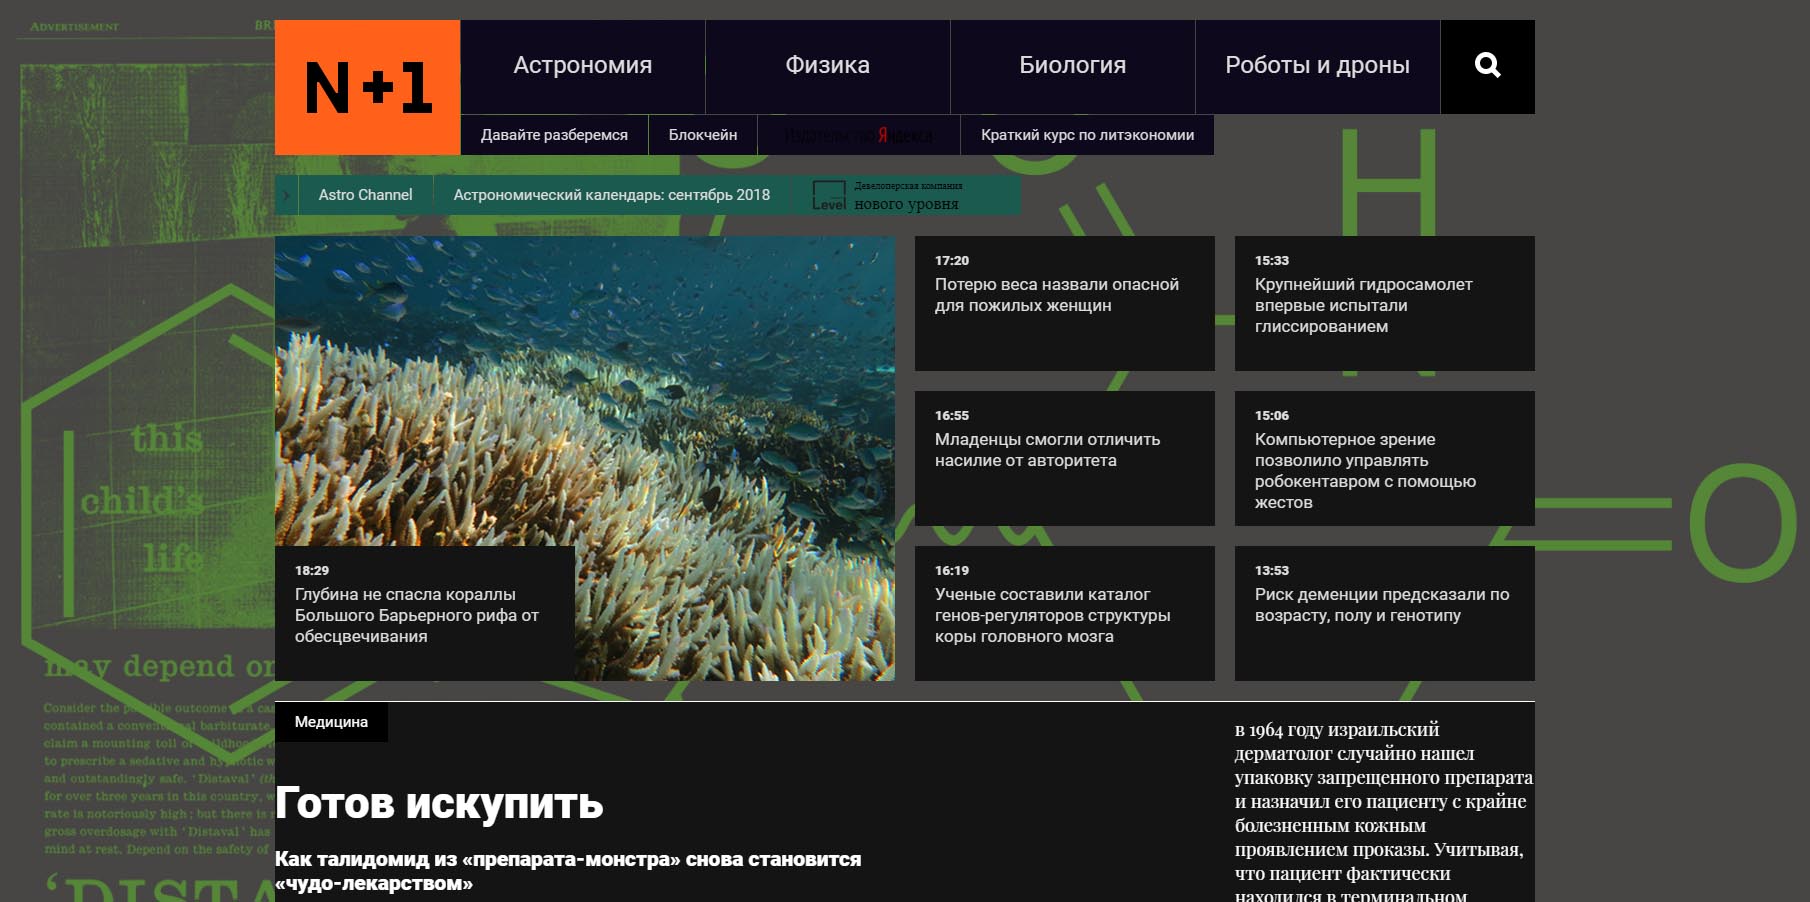 ADVERTISEMENT
N+1
Астрономия
Физика
Биология
Роботы и дроны
Давайте разберемся
Блокчейн
Издательство Яндекса
Краткий курс по литэкономии
Astro Channel
Астрономический календарь: сентябрь 2018
Level
Девелоперская компания
нового уровня
H
17:20
Потерю веса назвали опасной
для пожилых женщин
15:33
Крупнейший гидросамолет
впервые испытали
глиссированием
16:55
Младенцы смогли отличить
насилие от авторитета
15:06
Компьютерное зрение
позволило управлять
робокентавром с помощью
жестов
O
this
child's
life
18:29
Глубина не спасла кораллы
Большого Барьерного рифа от
обесцвечивания
16:19
Ученые составили каталог
генов-регуляторов структуры
коры головного мозга
13:53
Риск деменции предсказали по
возрасту, полу и генотипу
may depend on
Consider the possible outcome
contained a conventional barbiturate
claim a mounting toll of
to prescribe a sedative and hypnotic
and outstandingly safe. 'Distaval'
for over three years in this country,
rate is notoriously high; but there is
gross overdosage with 'Distaval' has
mind at rest. Depend on the safety of
Медицина
Готов искупить
Как талидомид из «препарата-монстра» снова становится
«чудо-лекарством»
в 1964 году израильский
дерматолог случайно нашел
упаковку запрещенного препарата
и назначил его пациенту с крайне
болезненным кожным
проявлением проказы. Учитывая,
что пациент фактически
находился в терминальном